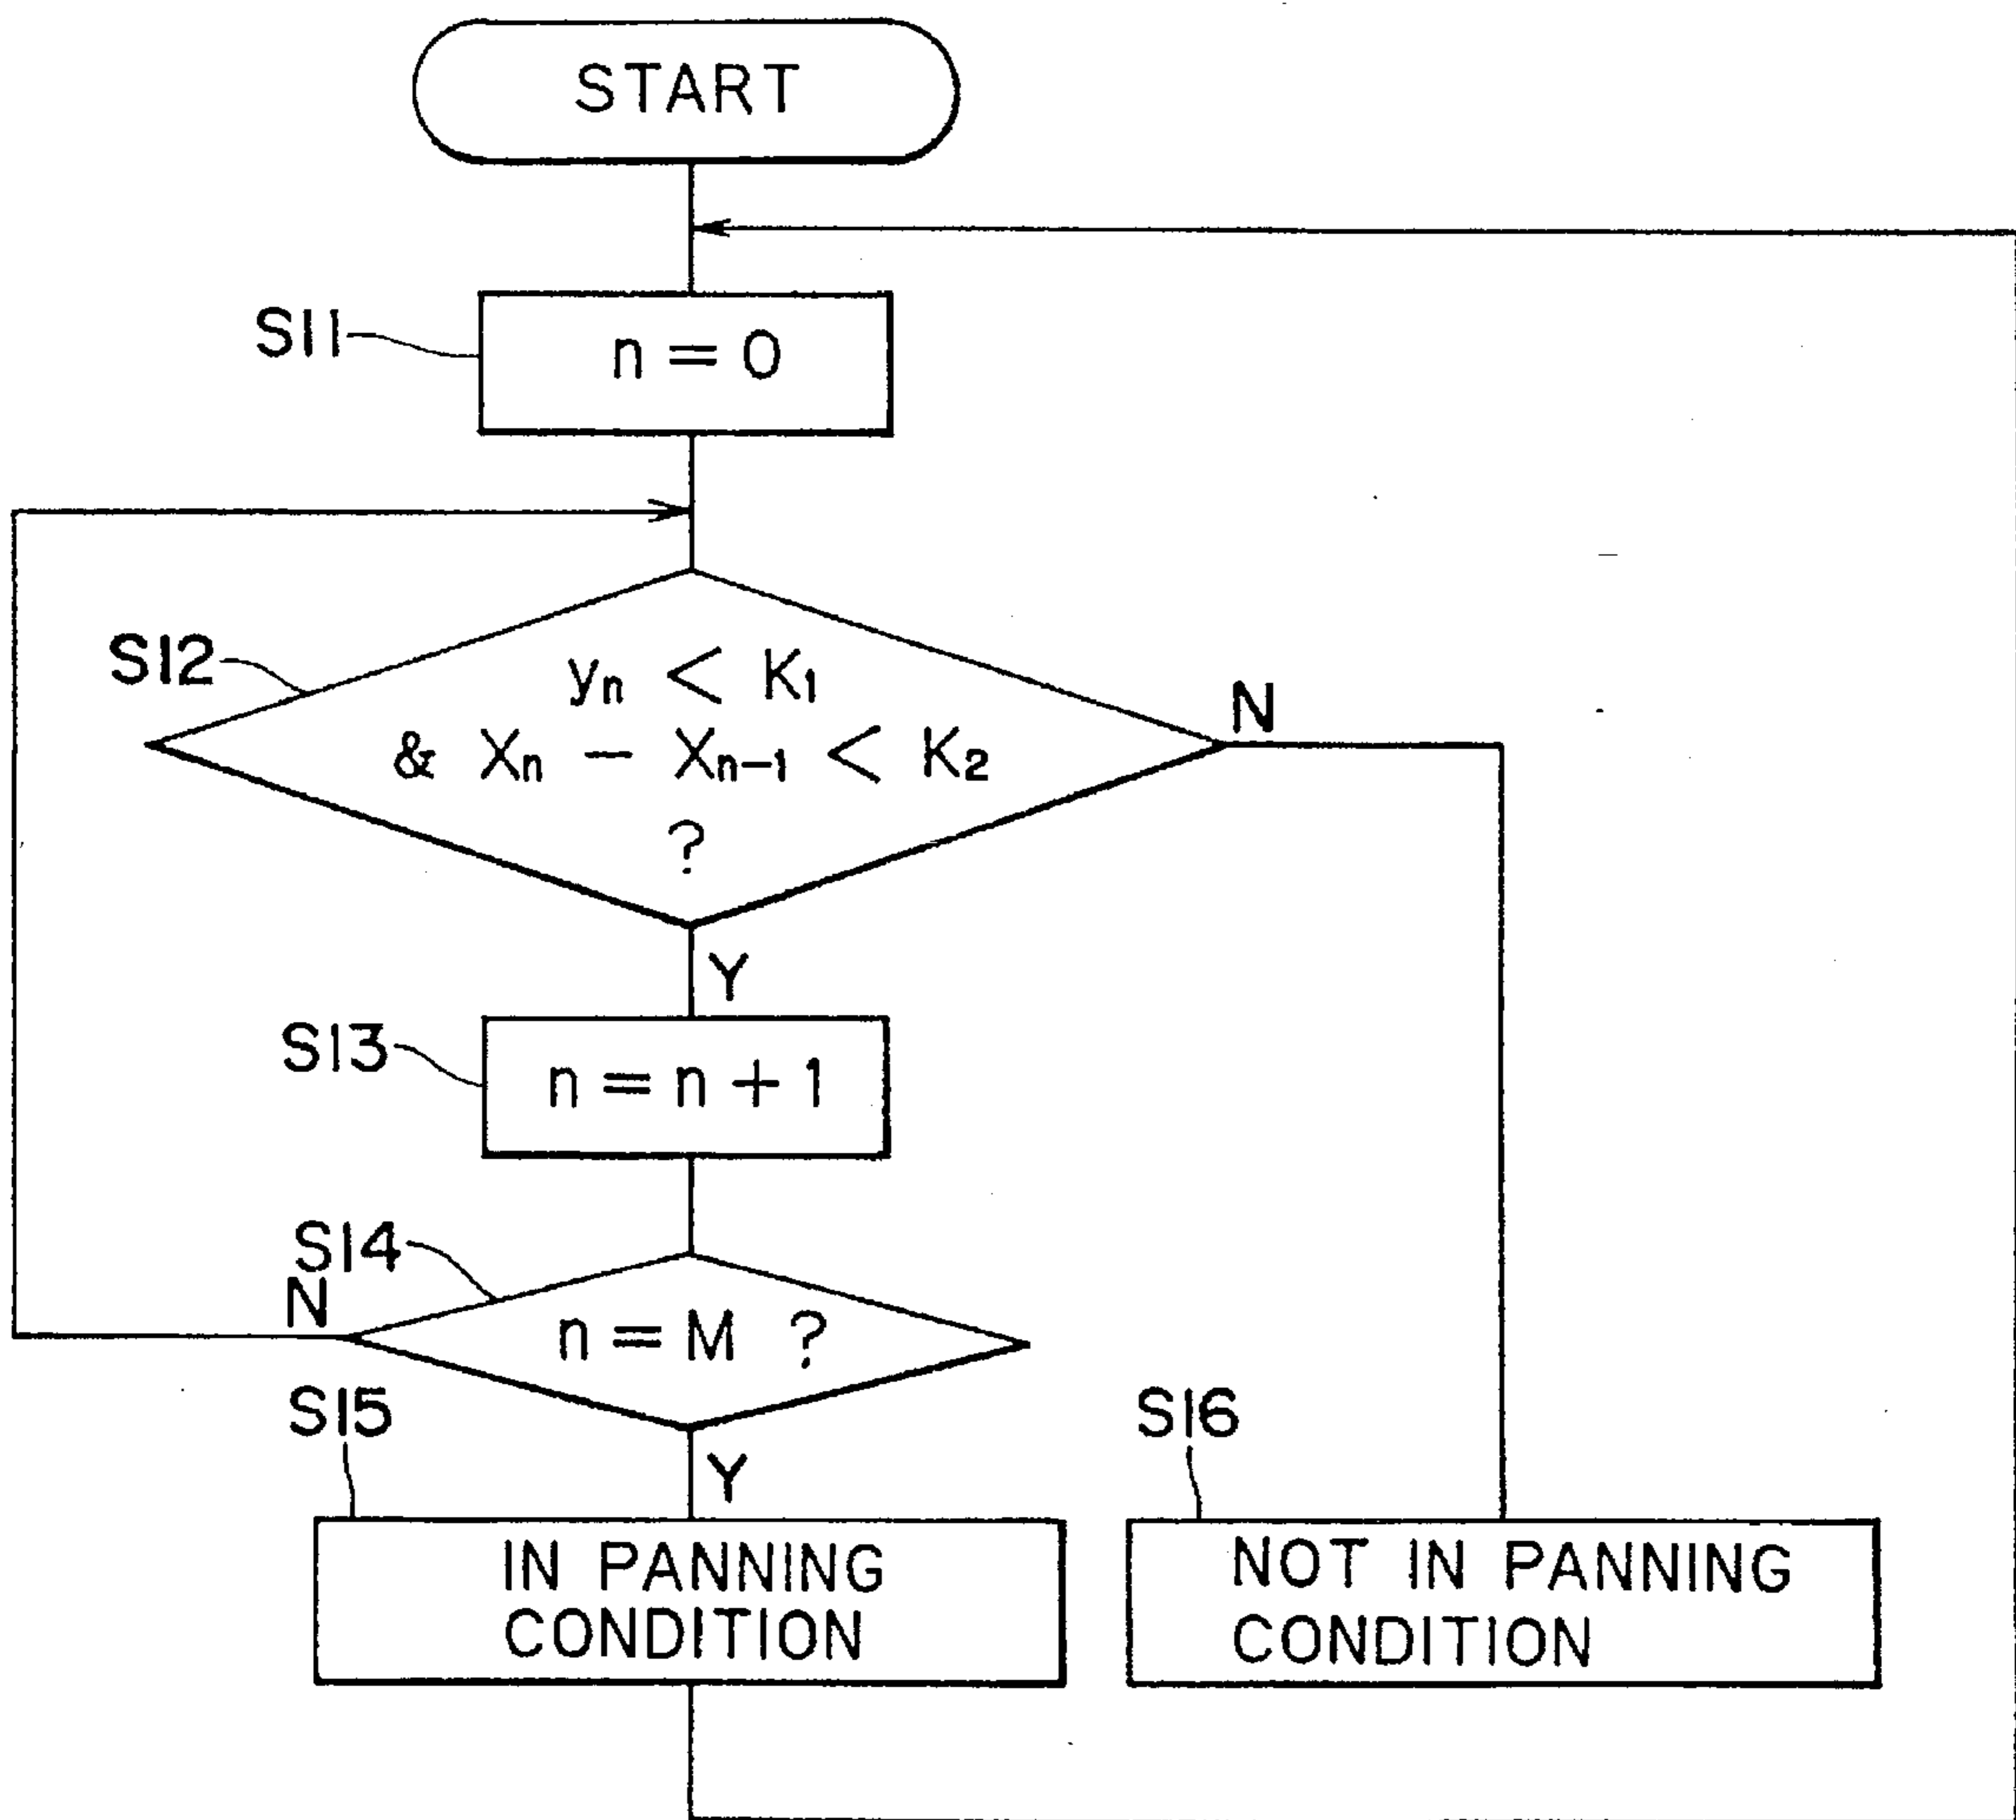 START
S11
n = 0
S12
yn < K1
& Xn − Xn−1 < K2
?
N
Y
S13
n = n + 1
S14
N
n = M ?
S15
Y
S16
IN PANNING
CONDITION
NOT IN PANNING
CONDITION